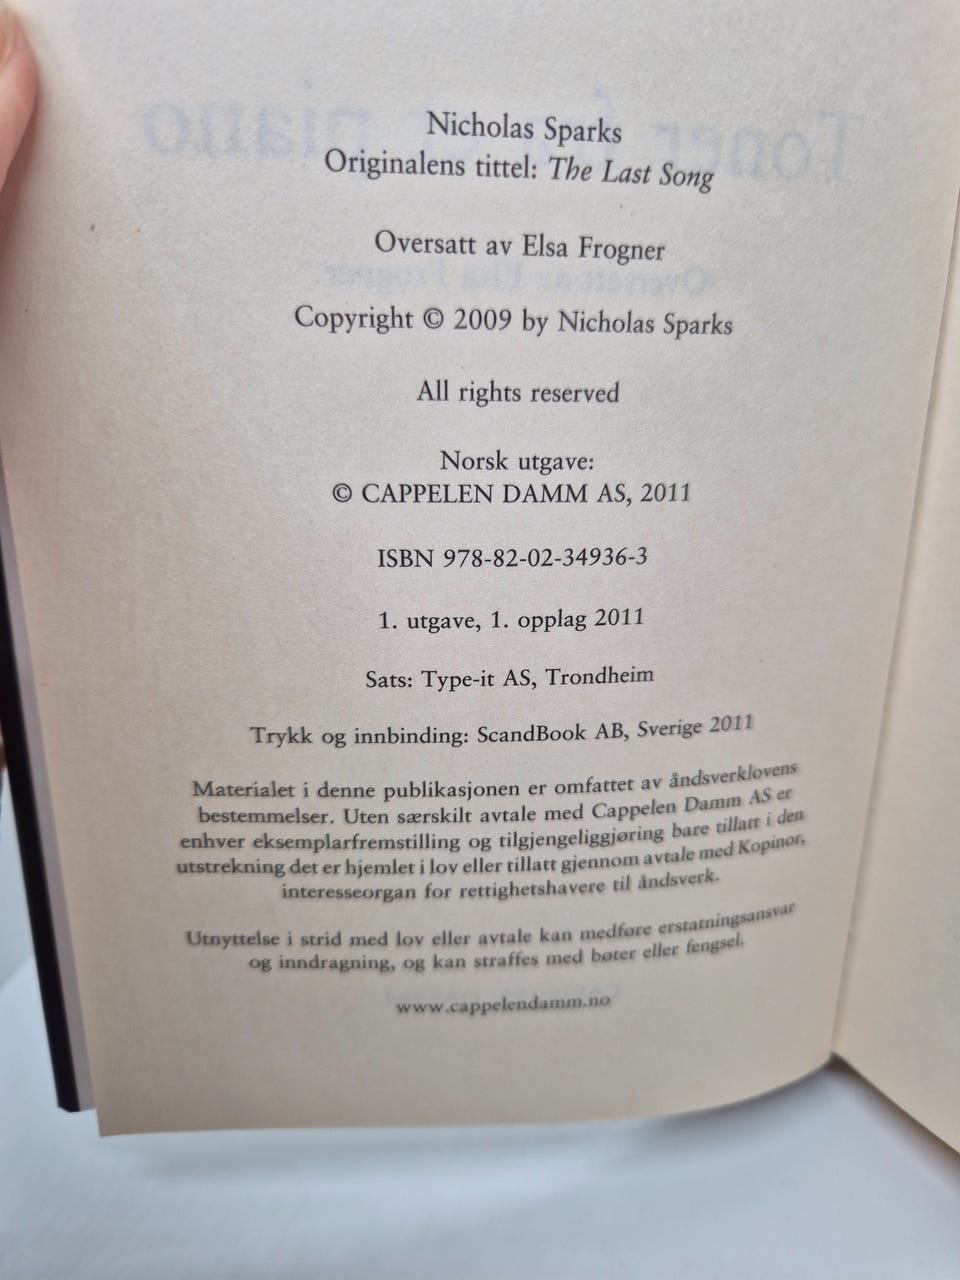 Nicholas Sparks
Originalens tittel: The Last Song
Oversatt av Elsa Frogner
Copyright © 2009 by Nicholas Sparks
All rights reserved
Norsk utgave:
© CAPPELEN DAMM AS, 2011
ISBN 978-82-02-34936-3
1. utgave, 1. opplag 2011
Sats: Type-it AS, Trondheim
Trykk og innbinding: ScandBook AB, Sverige 2011
Materialet i denne publikasjonen er omfattet av åndsverklovens
bestemmelser. Uten særskilt avtale med Cappelen Damm AS er
enhver eksemplarfremstilling og tilgjengeliggjøring bare tillatt i den
utstrekning det er hjemlet i lov eller tillatt gjennom avtale med Kopinor,
interesseorgan for rettighetshavere til åndsverk.
Utnyttelse i strid med lov eller avtale kan medføre erstatningsansvar
og inndragning, og kan straffes med bøter eller fengsel.
www.cappelendamm.no